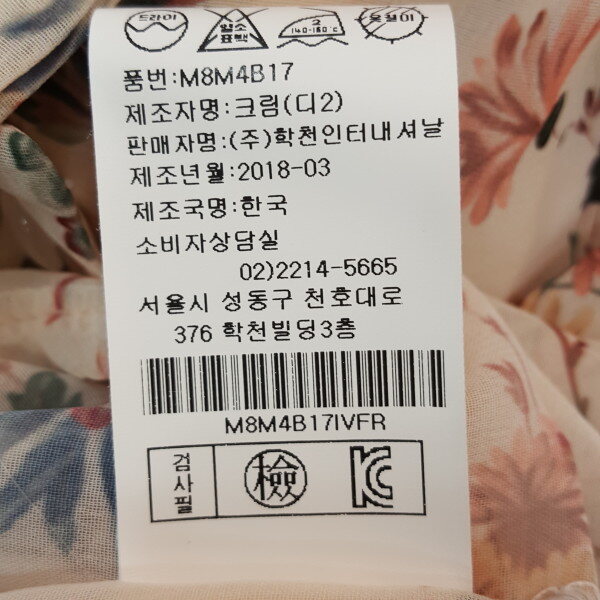 드라이
염소
표백
2
140-160℃
옷걸이
품번:M8M4B17
제조자명:크림(디2)
판매자명:(주)학천인터내셔날
제조년월:2018-03
제조국명:한국
소비자상담실
02)2214-5665
서울시 성동구 천호대로
376 학천빌딩3층
M8M4B17IVFR
검사필
檢
KC